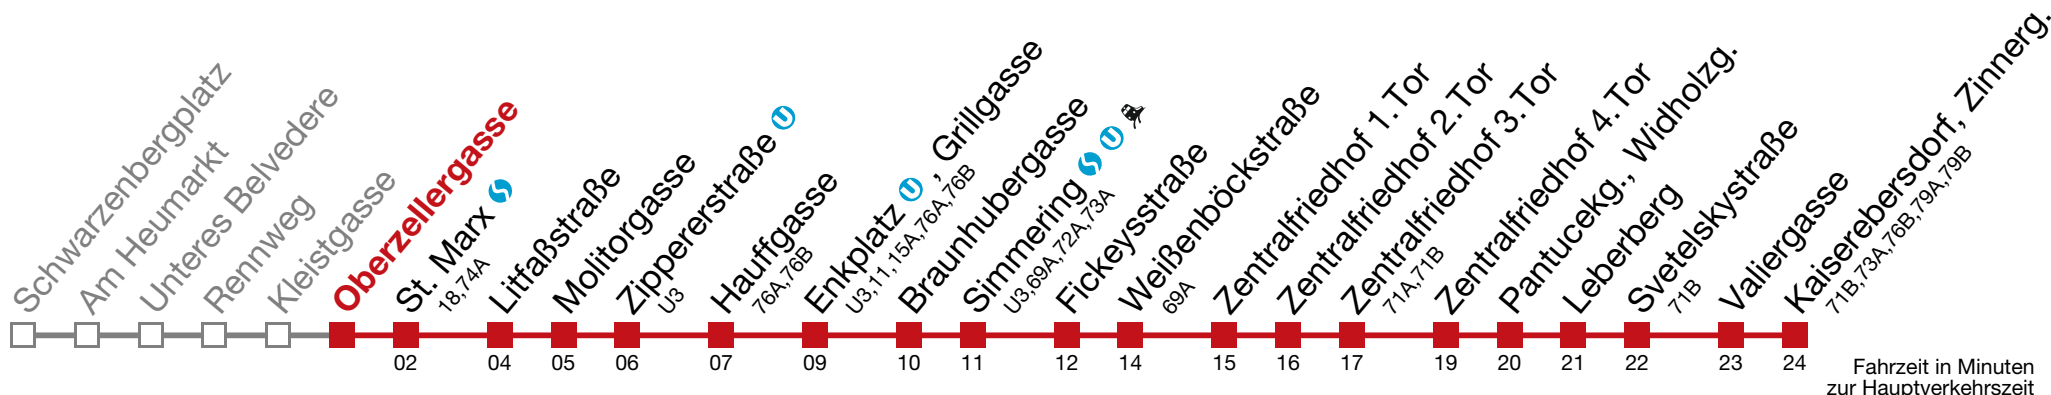 Schwarzenbergplatz
Am Heumarkt
Unteres Belvedere
Rennweg
Kleistgasse
Oberzellergasse
St. Marx
18,74A
02
Litfaßstraße
04
Molitorgasse
05
Zippererstraße U
U3
06
Hauffgasse
76A,76B
07
Enkplatz U , Grillgasse
U3,11,15A,76A,76B
09
Braunhubergasse
10
Simmering U
U3,69A,72A,73A
11
Fickeysstraße
12
Weißenböckstraße
69A
14
Zentralfriedhof 1. Tor
15
Zentralfriedhof 2. Tor
16
Zentralfriedhof 3. Tor
71A,71B
17
Zentralfriedhof 4. Tor
19
Pantucekg., Widholzg.
20
Leberberg
21
Svetelskystraße
71B
22
Valiergasse
23
Kaiserebersdorf, Zinnerg.
71B,73A,76B,79A,79B
24
Fahrzeit in Minuten
zur Hauptverkehrszeit